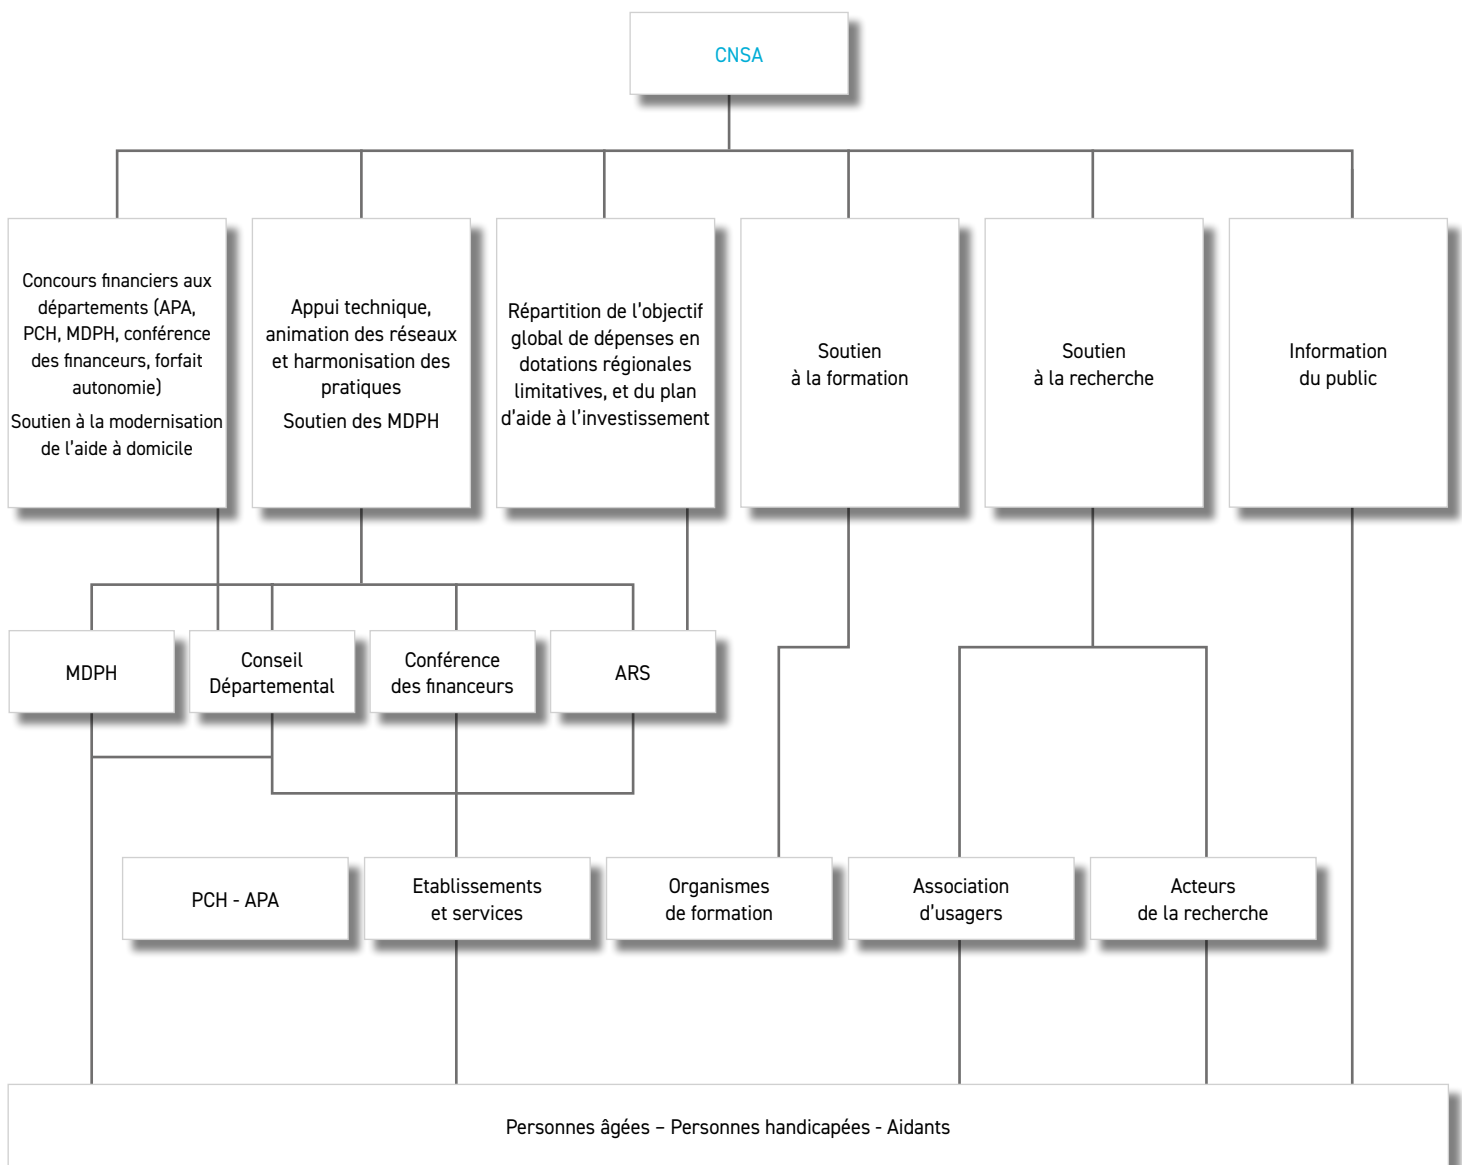 CNSA
Concours financiers aux
départements (APA,
PCH, MDPH, conférence
des financeurs, forfait
autonomie)
Soutien à la modernisation
de l'aide à domicile
Appui technique,
animation des réseaux
et harmonisation des
pratiques
Soutien des MDPH
Répartition de l'objectif
global de dépenses en
dotations régionales
limitatives, et du plan
d'aide à l'investissement
Soutien
à la formation
Soutien
à la recherche
Information
du public
MDPH
Conseil
Départemental
Conférence
des financeurs
ARS
PCH - APA
Etablissements
et services
Organismes
de formation
Association
d'usagers
Acteurs
de la recherche
Personnes âgées – Personnes handicapées - Aidants